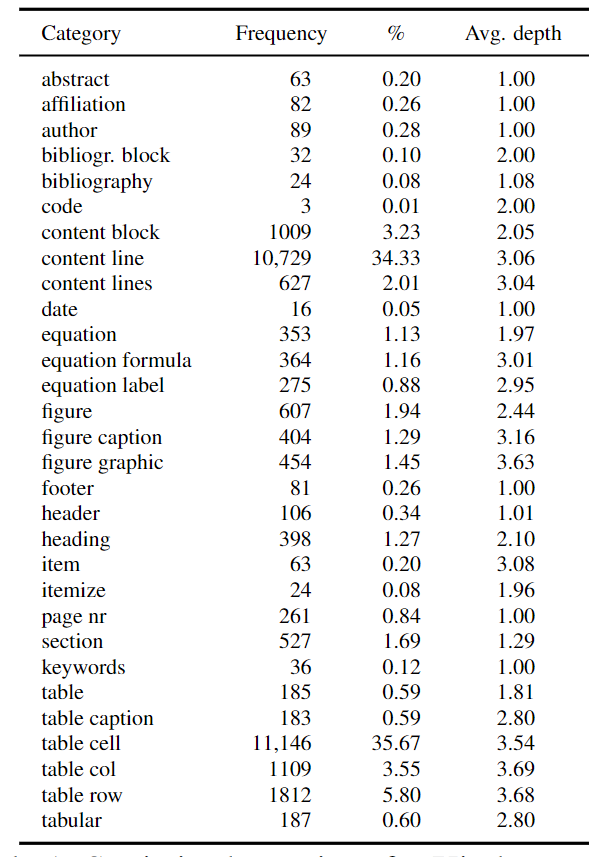 Category Frequency % Avg. depth
abstract 63 0.20 1.00
affiliation 82 0.26 1.00
author 89 0.28 1.00
bibliogr. block 32 0.10 2.00
bibliography 24 0.08 1.08
code 3 0.01 2.00
content block 1009 3.23 2.05
content line 10,729 34.33 3.06
content lines 627 2.01 3.04
date 16 0.05 1.00
equation 353 1.13 1.97
equation formula 364 1.16 3.01
equation label 275 0.88 2.95
figure 607 1.94 2.44
figure caption 404 1.29 3.16
figure graphic 454 1.45 3.63
footer 81 0.26 1.00
header 106 0.34 1.01
heading 398 1.27 2.10
item 63 0.20 3.08
itemize 24 0.08 1.96
page nr 261 0.84 1.00
section 527 1.69 1.29
keywords 36 0.12 1.00
table 185 0.59 1.81
table caption 183 0.59 2.80
table cell 11,146 35.67 3.54
table col 1109 3.55 3.69
table row 1812 5.80 3.68
tabular 187 0.60 2.80